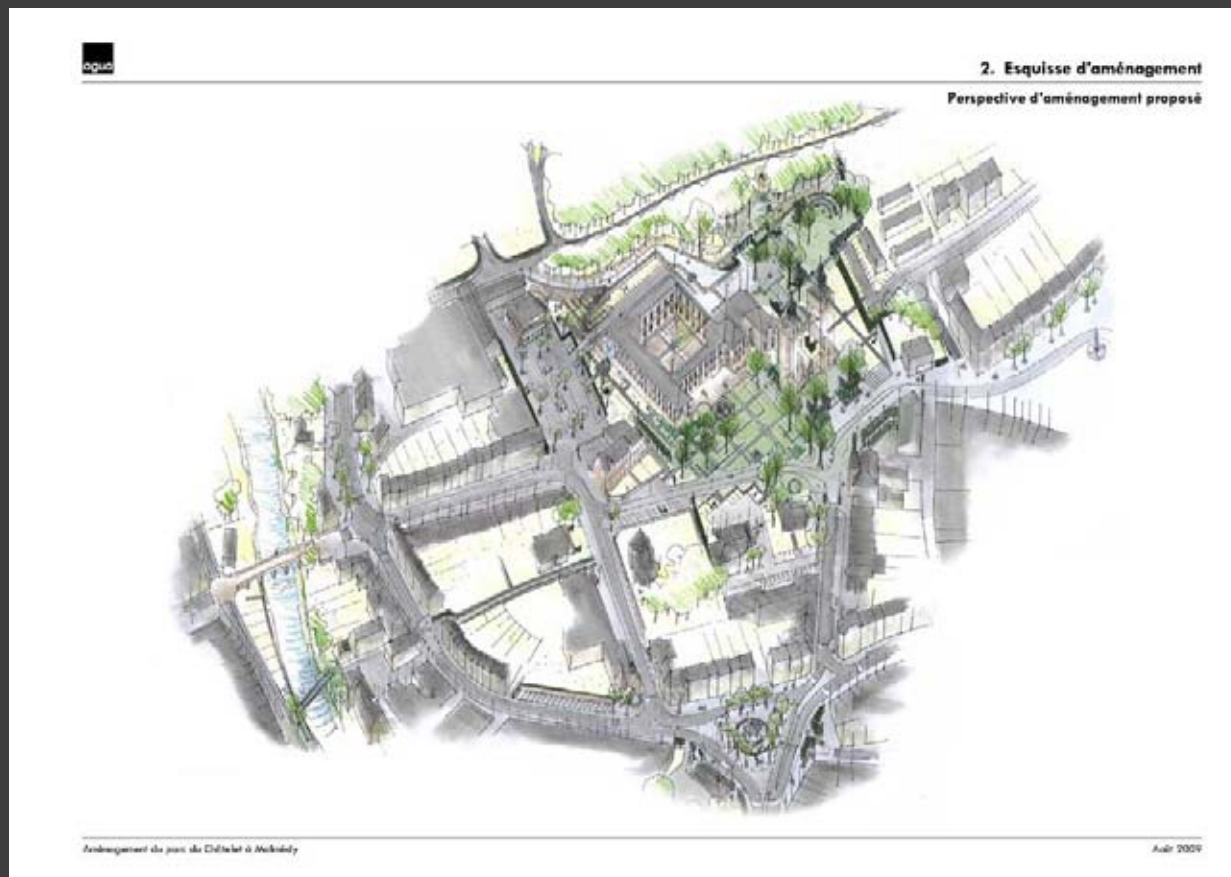 agua
2. Esquisse d'aménagement
Perspective d'aménagement proposé
Aménagement du parc du Châtelet à Malmédy
Août 2009